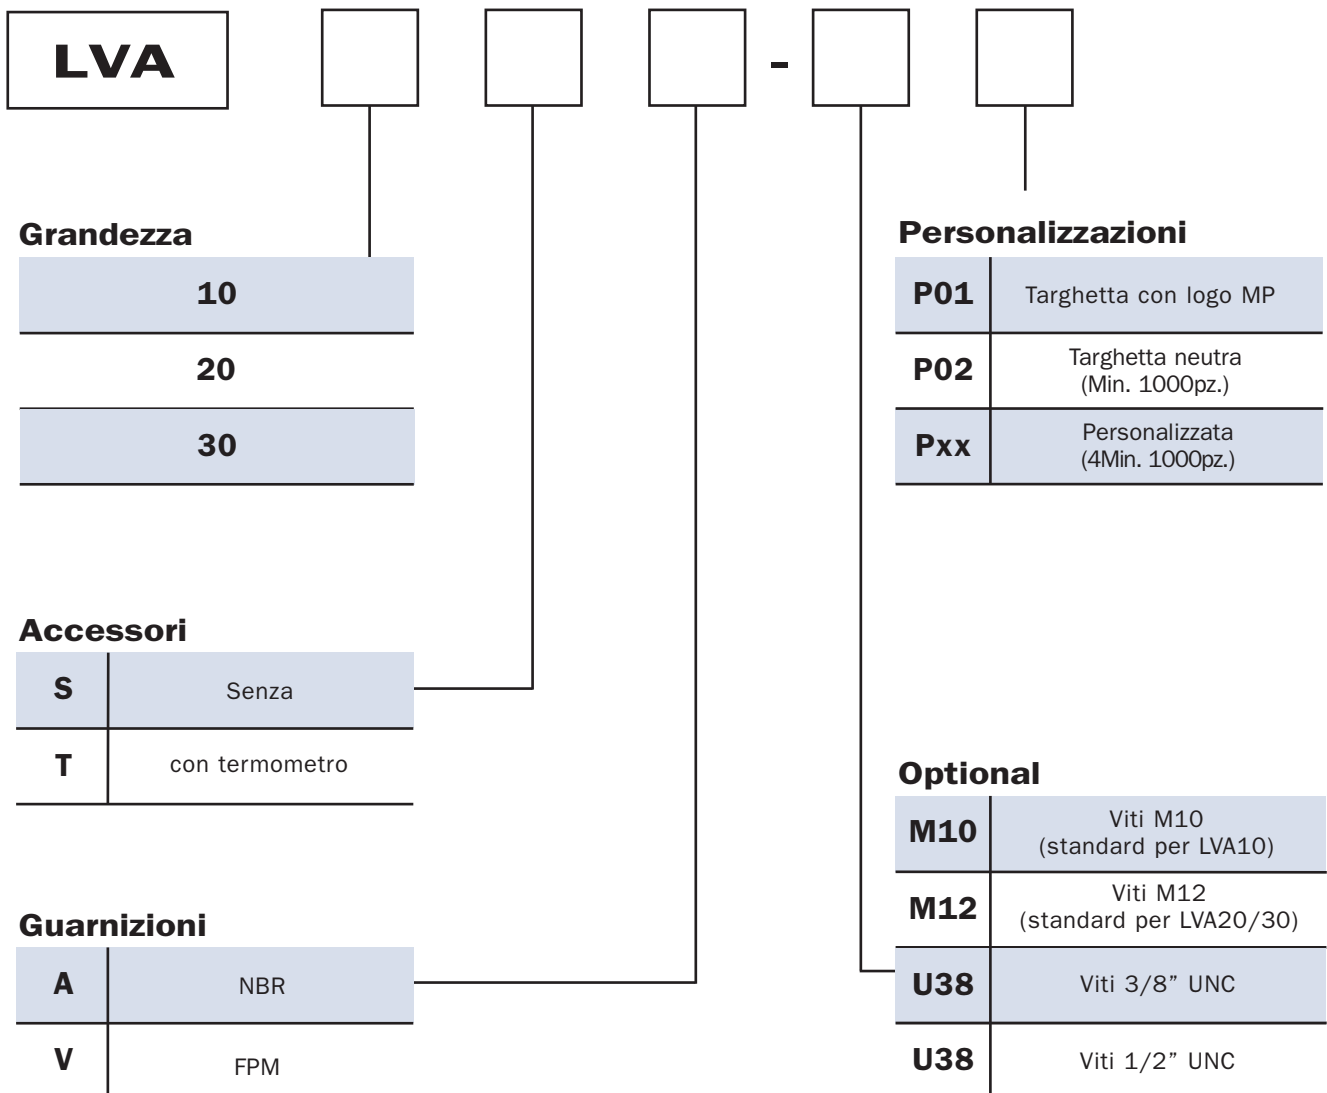 LVA
-
Grandezza
10
20
30
Accessori
S Senza
T con termometro
Guarnizioni
A NBR
V FPM
Personalizzazioni
P01 Targhetta con logo MP
P02 Targhetta neutra
(Min. 1000pz.)
Pxx Personalizzata
(4Min. 1000pz.)
Optional
M10 Viti M10
(standard per LVA10)
M12 Viti M12
(standard per LVA20/30)
U38 Viti 3/8” UNC
U38 Viti 1/2” UNC